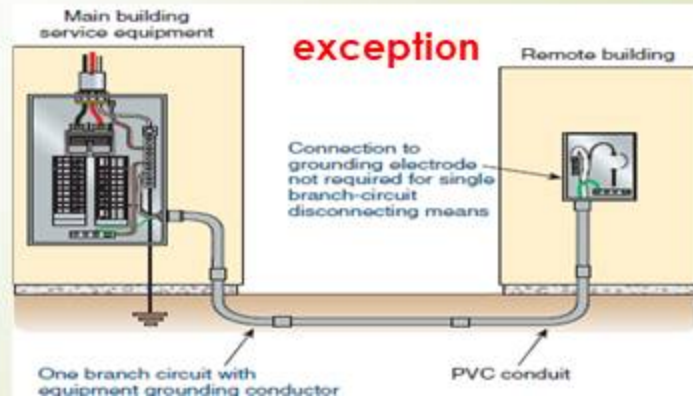 Main building
service equipment
exception
Remote building
Connection to
grounding electrode
not required for single
branch-circuit
disconnecting means
One branch circuit with
equipment grounding conductor
PVC conduit